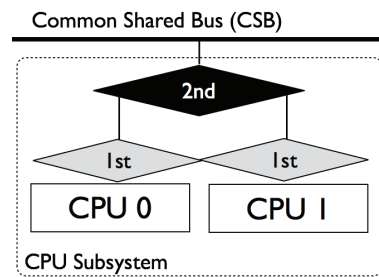 Common Shared Bus (CSB)
2nd
1st 1st
CPU 0 CPU 1
CPU Subsystem